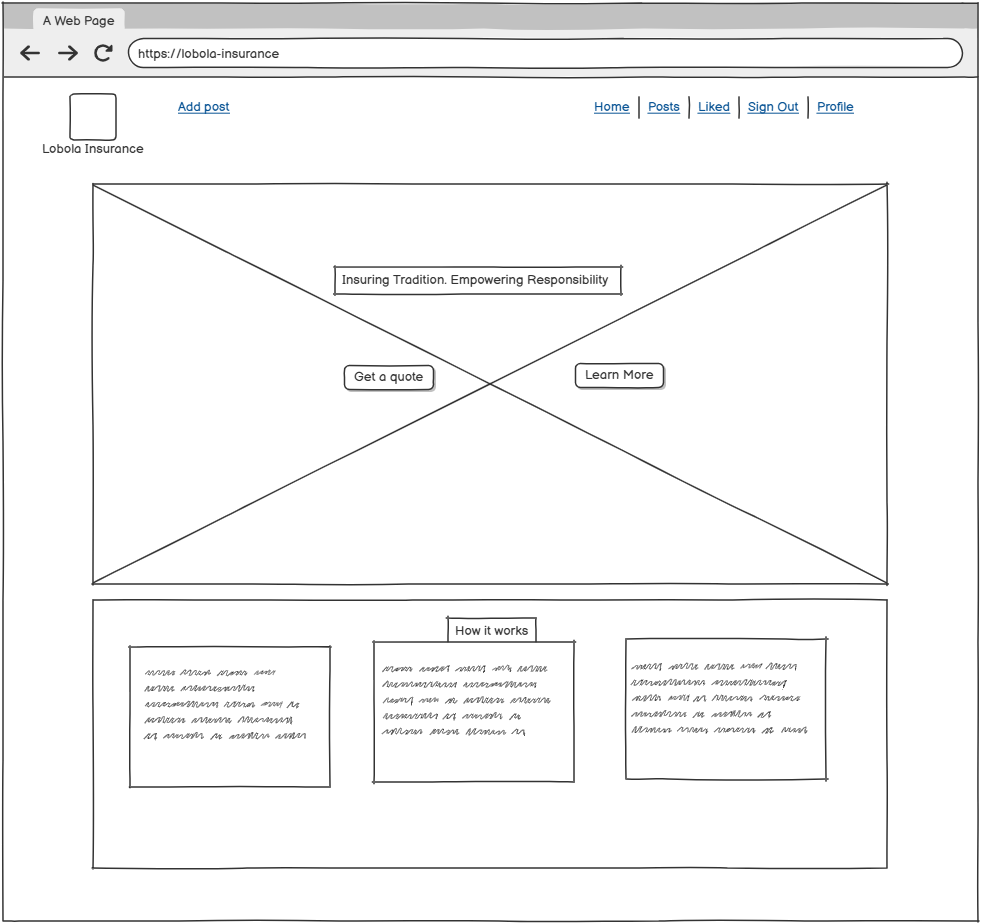 A Web Page
https://lobola-insurance
Add post
Home Posts Liked Sign Out Profile
Lobola Insurance
Insuring Tradition. Empowering Responsibility
Get a quote
Learn More
How it works